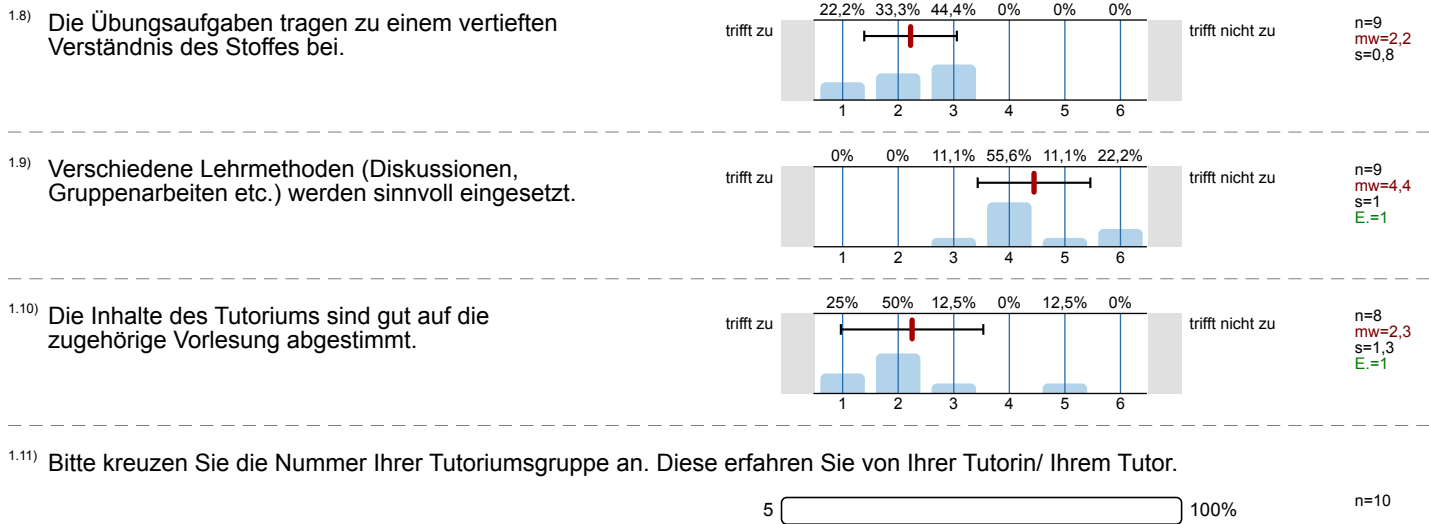 1.8) Die Übungsaufgaben tragen zu einem vertieften
Verständnis des Stoffes bei.
22,2% 33,3% 44,4% 0% 0% 0%
trifft zu
trifft nicht zu
1 2 3 4 5 6
n=9
mw=2,2
s=0,8
1.9) Verschiedene Lehrmethoden (Diskussionen,
Gruppenarbeiten etc.) werden sinnvoll eingesetzt.
0% 0% 11,1% 55,6% 11,1% 22,2%
trifft zu
trifft nicht zu
1 2 3 4 5 6
n=9
mw=4,4
s=1
E.=1
1.10) Die Inhalte des Tutoriums sind gut auf die
zugehörige Vorlesung abgestimmt.
25% 50% 12,5% 0% 12,5% 0%
trifft zu
trifft nicht zu
1 2 3 4 5 6
n=8
mw=2,3
s=1,3
E.=1
1.11) Bitte kreuzen Sie die Nummer Ihrer Tutoriumsgruppe an. Diese erfahren Sie von Ihrer Tutorin/ Ihrem Tutor.
5 100%
n=10